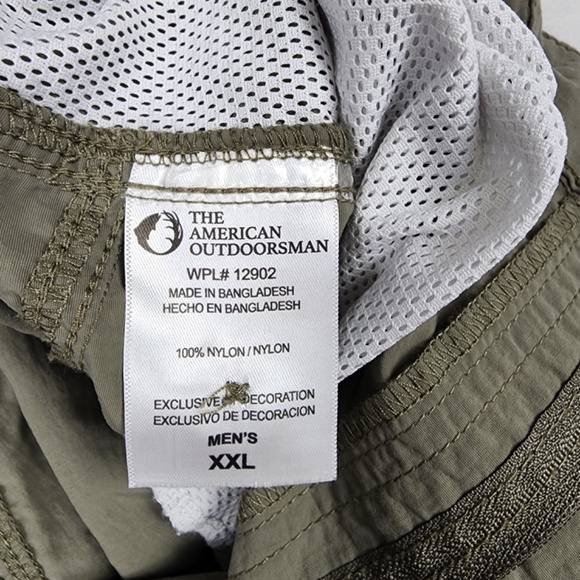 THE
AMERICAN
OUTDOORSMAN
WPL# 12902
MADE IN BANGLADESH
HECHO EN BANGLADESH
100% NYLON / NYLON
EXCLUSIVE DECORATION
EXCLUSIVO DE DECORACION
MEN'S
XXL